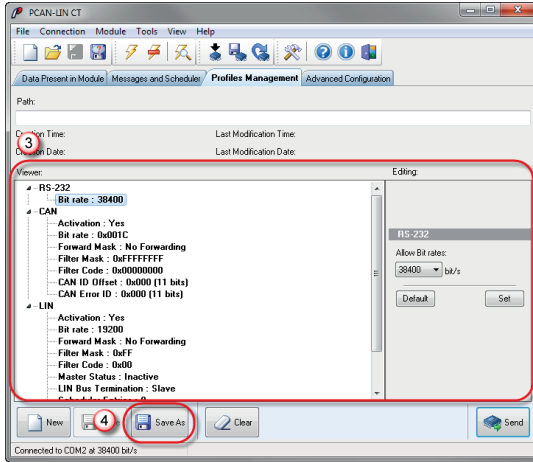 PCAN-LIN CT
File Connection Module Tools View Help
Data Present in Module Messages and Scheduler Profiles Management Advanced Configuration
Path:
Time: Last Modification Time:
Date: Last Modification Date:
3
Viewer: Editing:
RS-232
Bit rate : 38400
CAN
Activation : Yes
Bit rate : 0x001C
Forward Mask : No Forwarding
Filter Mask : 0xFFFFFFFF
Filter Code : 0x00000000
CAN ID Offset : 0x000 (11 bits)
CAN Error ID : 0x000 (11 bits)
LIN
Activation : Yes
Bit rate : 19200
Forward Mask : No Forwarding
Filter Mask : 0xFF
Filter Code : 0x00
Master Status : Inactive
LIN Bus Termination : Slave
Scheduler Entries : 0
RS-232
Allow Bit rates:
38400 bit/s
Default Set
New 4 Save As Clear Send
Connected to COM2 at 38400 bit/s